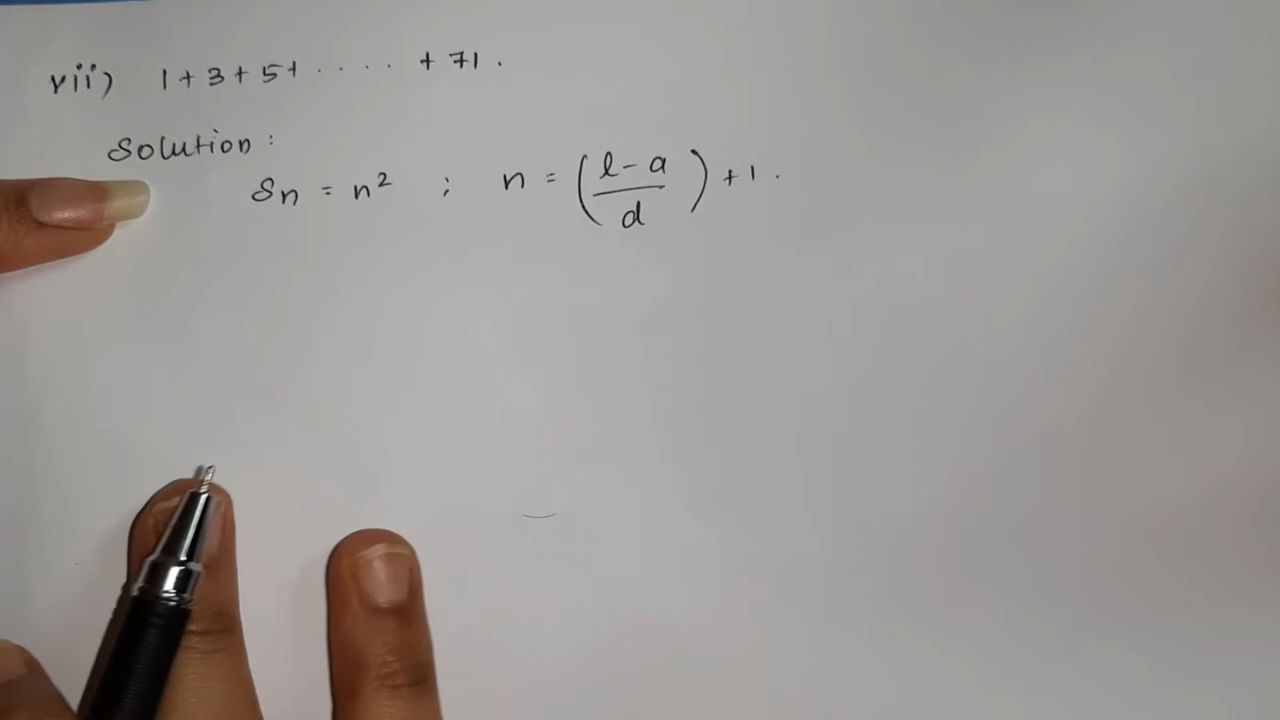 vii) 1 + 3 + 5 + . . . . . + 71 .
Solution :
Sn = n² ; n = (l - a / d) + 1 .